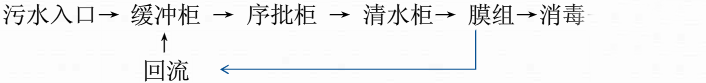 污水入口→ 缓冲柜 → 序批柜 → 清水柜→ 膜组→消毒
↑
回流 ←